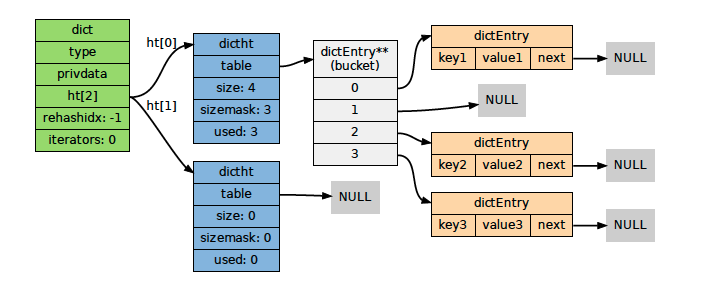 dict
type
privdata
ht[2]
rehashidx: -1
iterators: 0
ht[0]
ht[1]
dictht
table
size: 4
sizemask: 3
used: 3
dictht
table
size: 0
sizemask: 0
used: 0
NULL
dictEntry**
(bucket)
0
1
2
3
dictEntry
key1 value1 next
NULL
NULL
dictEntry
key2 value2 next
NULL
dictEntry
key3 value3 next
NULL